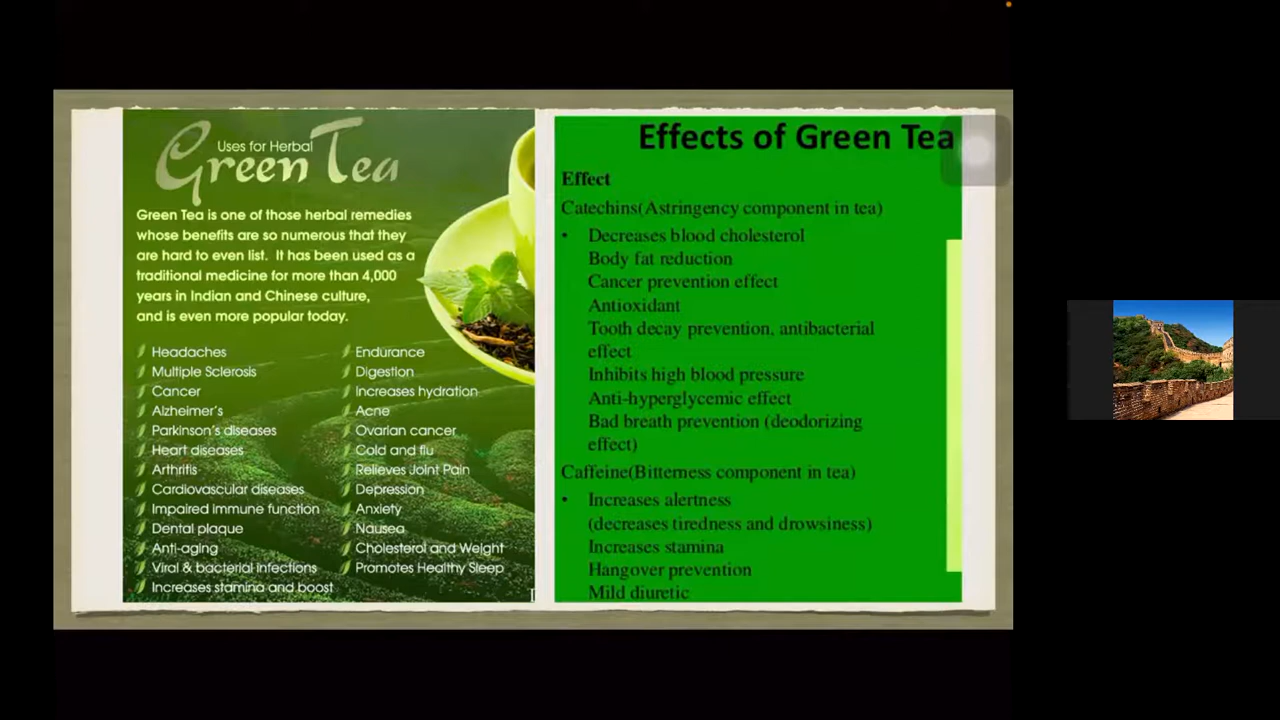 Uses for Herbal
Green Tea
Green Tea is one of those herbal remedies
whose benefits are so numerous that they
are hard to even list. It has been used as a
traditional medicine for more than 4,000
years in Indian and Chinese culture,
and is even more popular today.
Headaches
Multiple Sclerosis
Cancer
Alzheimer's
Parkinson's diseases
Heart diseases
Arthritis
Cardiovascular diseases
Impaired immune function
Dental plaque
Anti-aging
Viral & bacterial infections
Increases stamina and boost
Endurance
Digestion
Increases hydration
Acne
Ovarian cancer
Cold and flu
Relieves Joint Pain
Depression
Anxiety
Nausea
Cholesterol and Weight
Promotes Healthy Sleep
Effects of Green Tea
Effect
Catechins(Astringency component in tea)
• Decreases blood cholesterol
Body fat reduction
Cancer prevention effect
Antioxidant
Tooth decay prevention, antibacterial
effect
Inhibits high blood pressure
Anti-hyperglycemic effect
Bad breath prevention (deodorizing
effect)
Caffeine(Bitterness component in tea)
• Increases alertness
(decreases tiredness and drowsiness)
Increases stamina
Hangover prevention
Mild diuretic